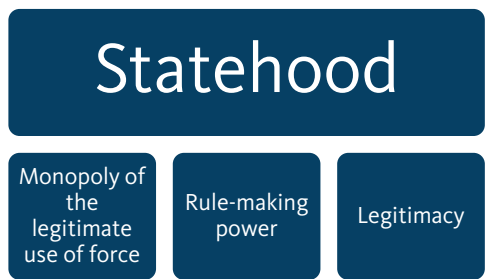 Statehood
Monopoly of
the
legitimate
use of force
Rule-making
power
Legitimacy